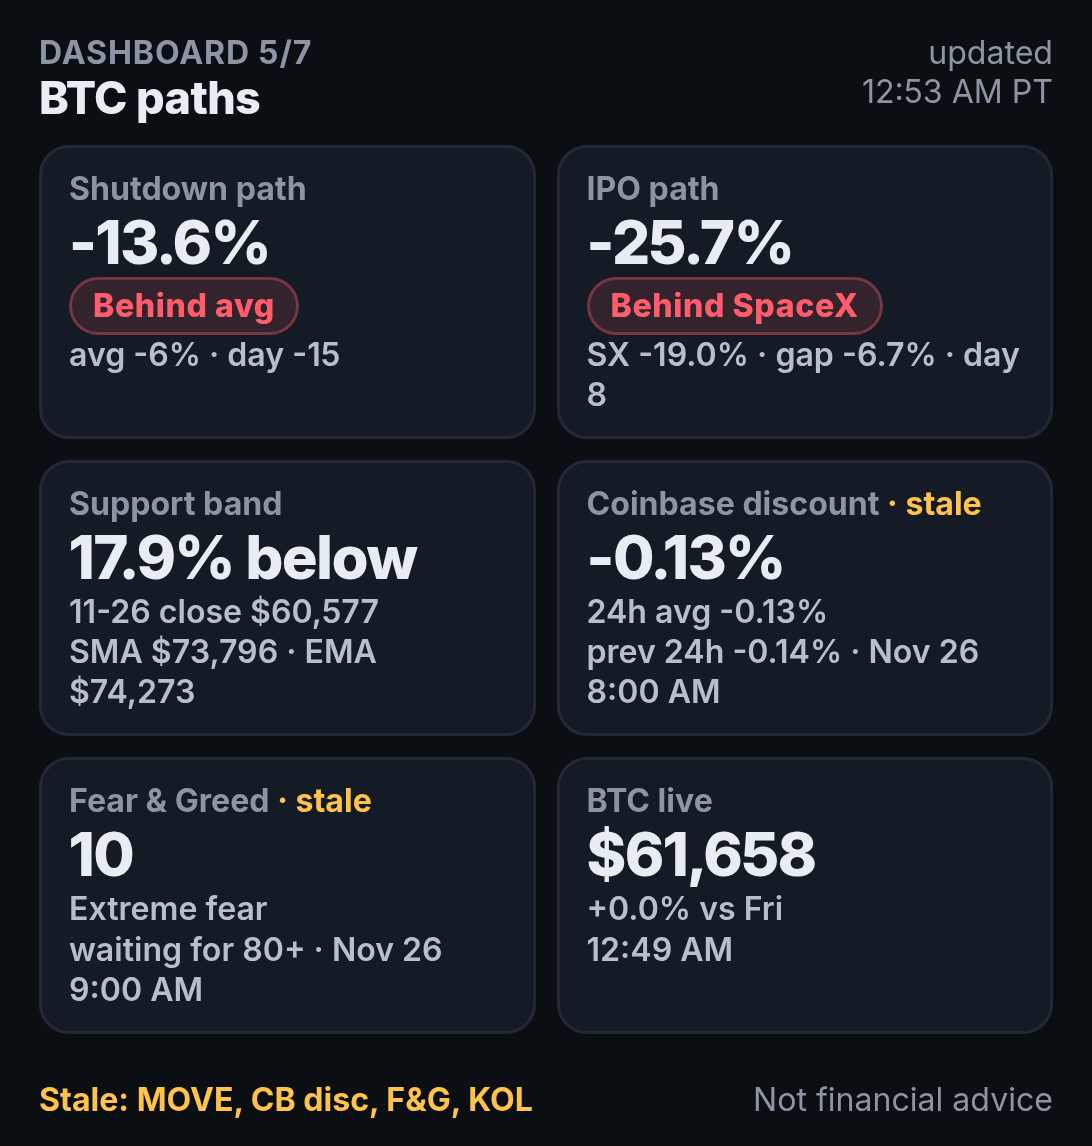 DASHBOARD 5/7
BTC paths
updated
12:53 AM PT
Shutdown path
-13.6%
Behind avg
avg -6% · day -15
IPO path
-25.7%
Behind SpaceX
SX -19.0% · gap -6.7% · day
8
Support band
17.9% below
11-26 close $60,577
SMA $73,796 · EMA
$74,273
Coinbase discount · stale
-0.13%
24h avg -0.13%
prev 24h -0.14% · Nov 26
8:00 AM
Fear & Greed · stale
10
Extreme fear
waiting for 80+ · Nov 26
9:00 AM
BTC live
$61,658
+0.0% vs Fri
12:49 AM
Stale: MOVE, CB disc, F&G, KOL
Not financial advice